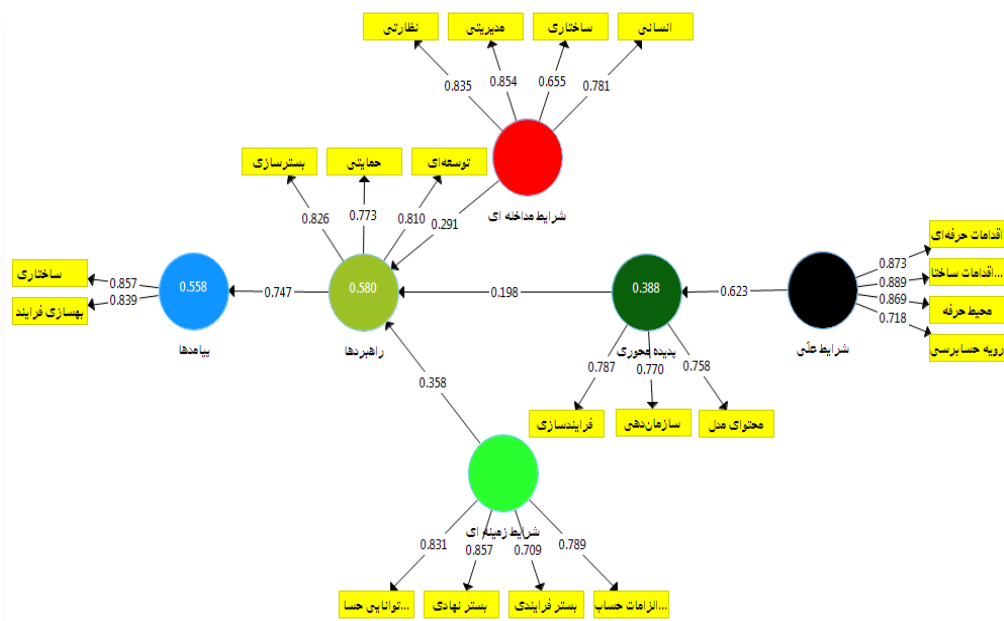 نظارتی
مدیریتی
ساختاری
انسانی
0.835
0.854
0.655
0.781
شرایط مداخله ای
بسترسازی
حمایتی
توسعه‌ای
0.826
0.773
0.810
0.291
اقدامات حرفه‌ای
اقدامات ساختا...
محیط حرفه
رویه حسابرسی
0.873
0.889
0.869
0.718
شرایط علّی
0.623
0.388
پدیده محوری
0.198
0.580
راهبردها
0.747
0.558
پیامدها
ساختاری
بهسازی فرایند
0.857
0.839
0.787
0.770
0.758
فرایندسازی
سازمان‌دهی
محتوای مدل
0.358
شرایط زمینه ای
0.831
0.857
0.709
0.789
توانایی حسا...
بستر نهادی
بستر فرایندی
الزامات حساب...